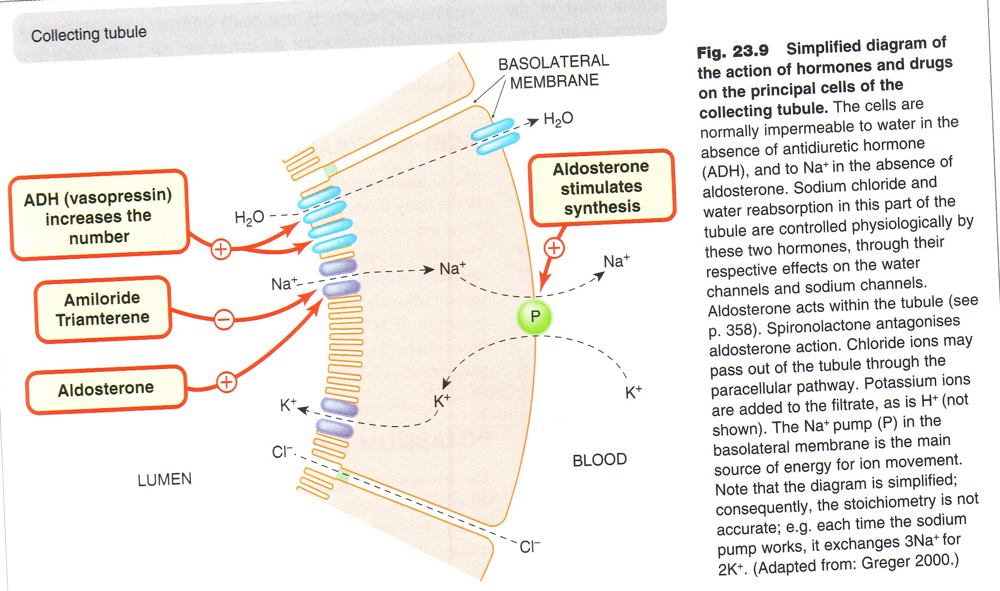 Collecting tubule
BASOLATERAL
MEMBRANE
H₂O
ADH (vasopressin)
increases the
number
H₂O
+
Aldosterone
stimulates
synthesis
+
Na⁺
Na⁺
Na⁺
Amiloride
Triamterene
−
P
Aldosterone
+
K⁺
K⁺
K⁺
Cl⁻
LUMEN
BLOOD
Cl⁻
Fig. 23.9 Simplified diagram of
the action of hormones and drugs
on the principal cells of the
collecting tubule. The cells are
normally impermeable to water in the
absence of antidiuretic hormone
(ADH), and to Na⁺ in the absence of
aldosterone. Sodium chloride and
water reabsorption in this part of the
tubule are controlled physiologically by
these two hormones, through their
respective effects on the water
channels and sodium channels.
Aldosterone acts within the tubule (see
p. 358). Spironolactone antagonises
aldosterone action. Chloride ions may
pass out of the tubule through the
paracellular pathway. Potassium ions
are added to the filtrate, as is H⁺ (not
shown). The Na⁺ pump (P) in the
basolateral membrane is the main
source of energy for ion movement.
Note that the diagram is simplified;
consequently, the stoichiometry is not
accurate; e.g. each time the sodium
pump works, it exchanges 3Na⁺ for
2K⁺. (Adapted from: Greger 2000.)